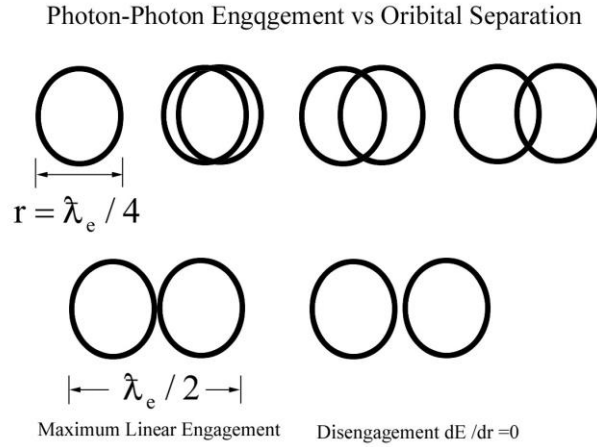 Photon-Photon Engqgement vs Oribital Separation
r = ƛₑ / 4
ƛₑ / 2
Maximum Linear Engagement
Disengagement dE /dr =0